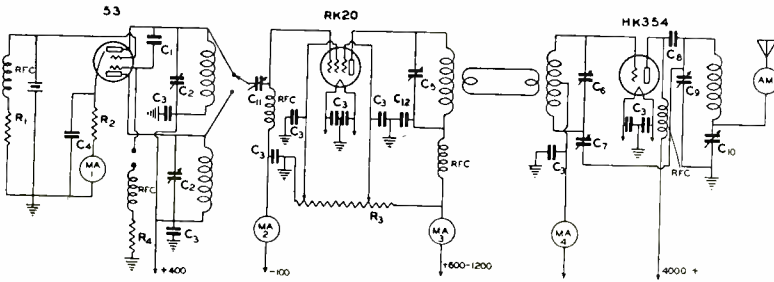 53
RK20
HK354
RFC
R1
C4
R2
MA
1
C1
C2
C3
RFC
R4
C2
C3
+400
C11
RFC
C3
C3
MA
2
-100
C3
C3
C12
R3
C5
RFC
MA
3
+600-1200
C6
C7
C3
MA
4
C3
C8
C9
RFC
4000 +
C10
AM